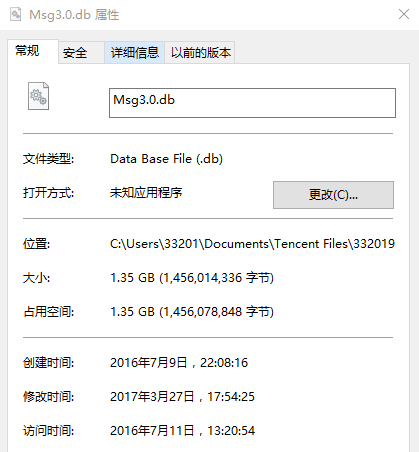 Msg3.0.db 属性
常规 安全 详细信息 以前的版本
Msg3.0.db
文件类型: Data Base File (.db)
打开方式: 未知应用程序 更改(C)...
位置: C:\Users\33201\Documents\Tencent Files\332019
大小: 1.35 GB (1,456,014,336 字节)
占用空间: 1.35 GB (1,456,078,848 字节)
创建时间: 2016年7月9日，22:08:16
修改时间: 2017年3月27日，17:54:25
访问时间: 2016年7月11日，13:20:54